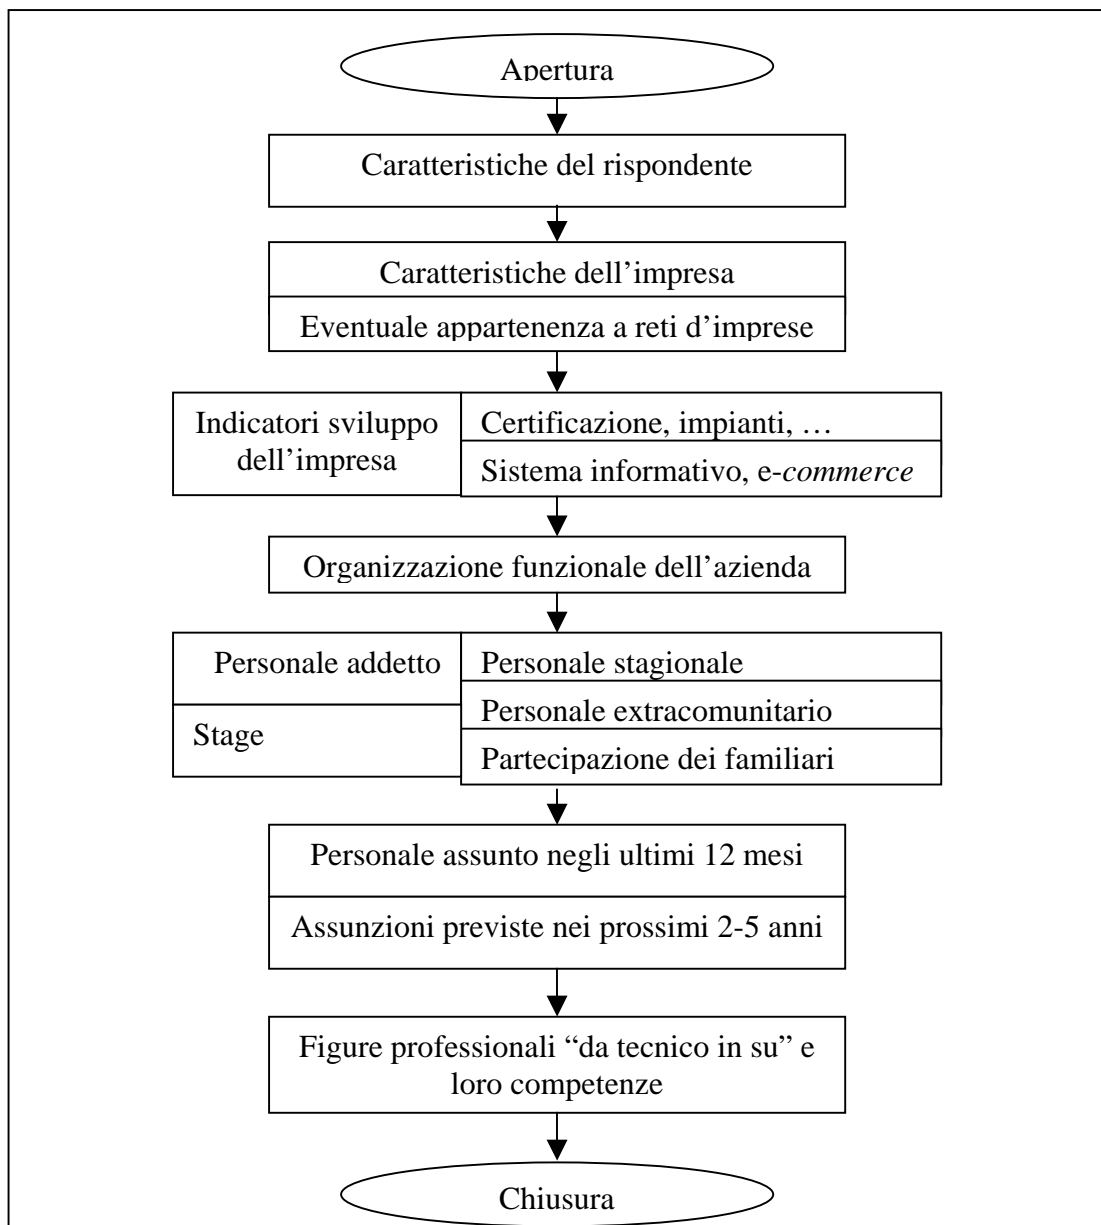 Apertura
Caratteristiche del rispondente
Caratteristiche dell’impresa
Eventuale appartenenza a reti d’imprese
Indicatori sviluppo
dell’impresa
Certificazione, impianti, …
Sistema informativo, e-commerce
Organizzazione funzionale dell’azienda
Personale addetto
Stage
Personale stagionale
Personale extracomunitario
Partecipazione dei familiari
Personale assunto negli ultimi 12 mesi
Assunzioni previste nei prossimi 2-5 anni
Figure professionali “da tecnico in su” e
loro competenze
Chiusura